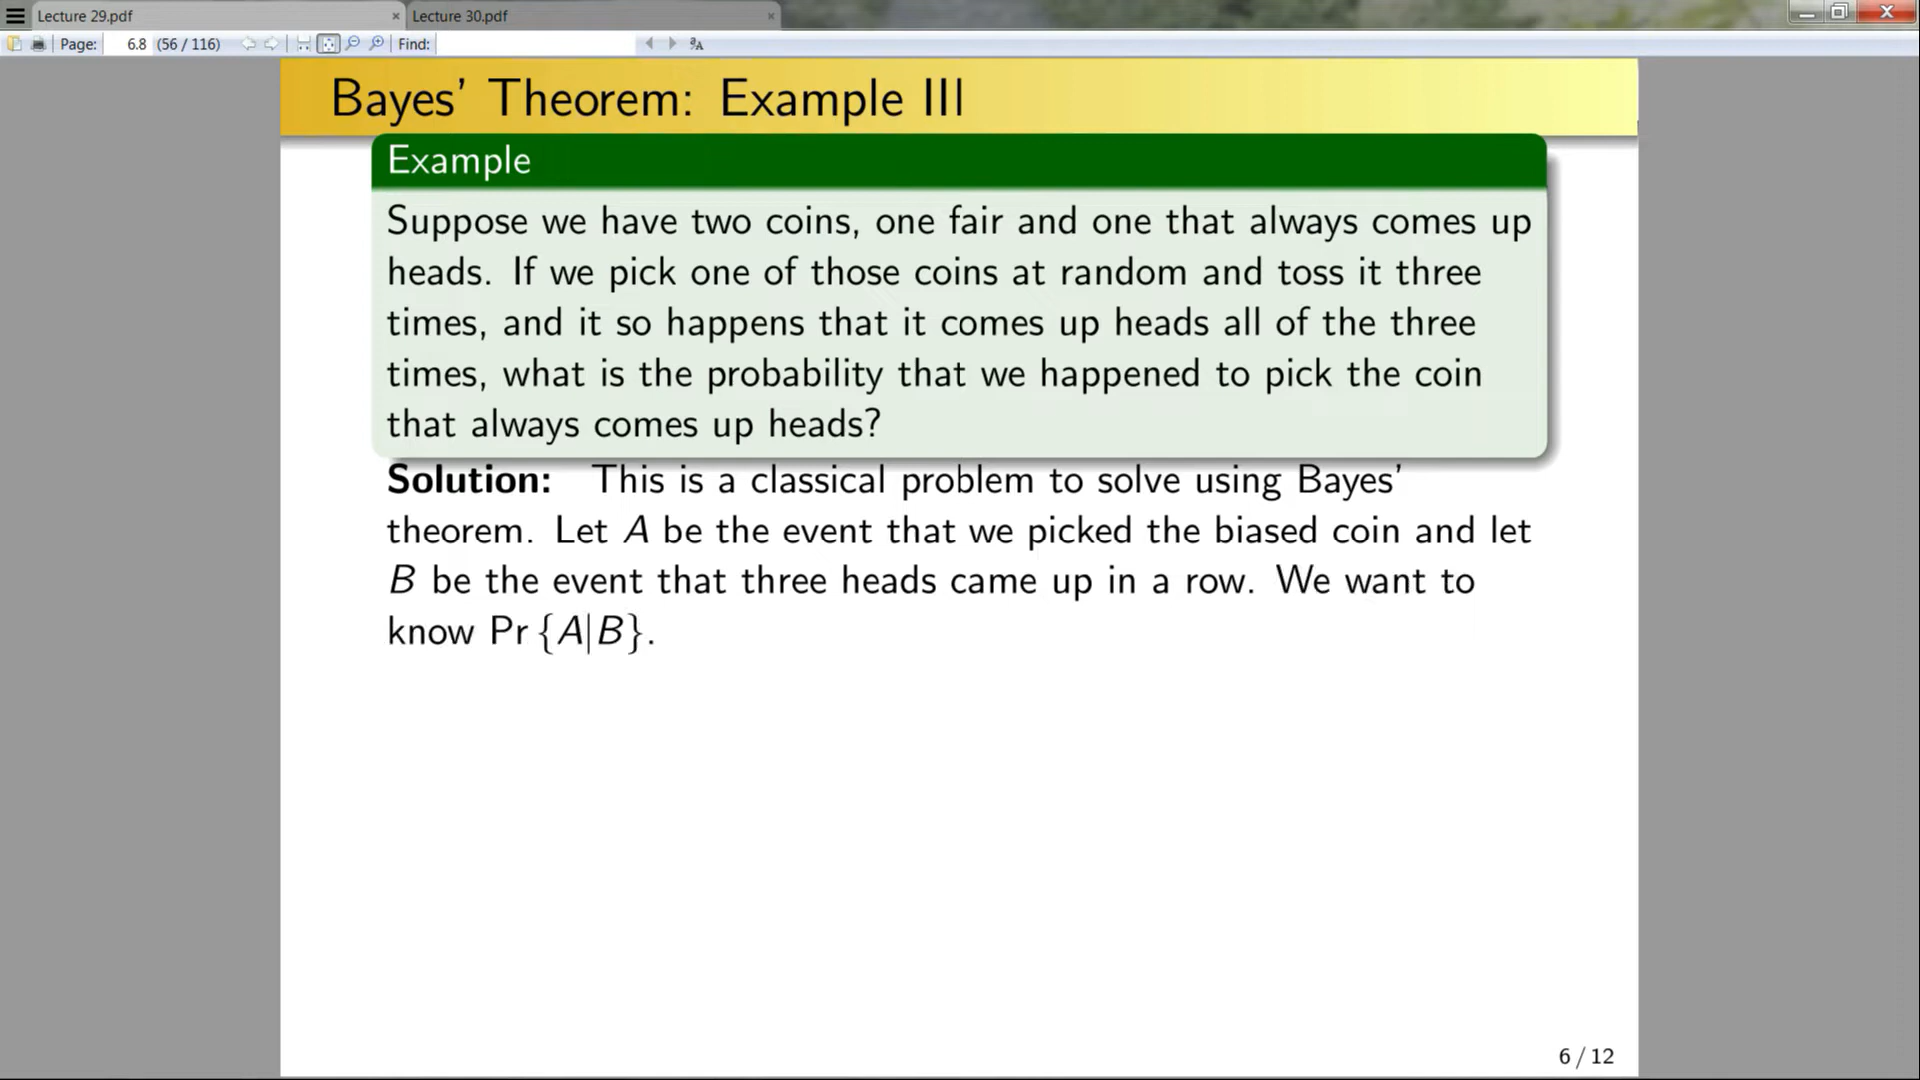 Lecture 29.pdf
Lecture 30.pdf
Page: 6.8 (56 / 116) Find:
Bayes’ Theorem: Example III
Example
Suppose we have two coins, one fair and one that always comes up
heads. If we pick one of those coins at random and toss it three
times, and it so happens that it comes up heads all of the three
times, what is the probability that we happened to pick the coin
that always comes up heads?
Solution: This is a classical problem to solve using Bayes’
theorem. Let A be the event that we picked the biased coin and let
B be the event that three heads came up in a row. We want to
know Pr {A|B}.
6 / 12